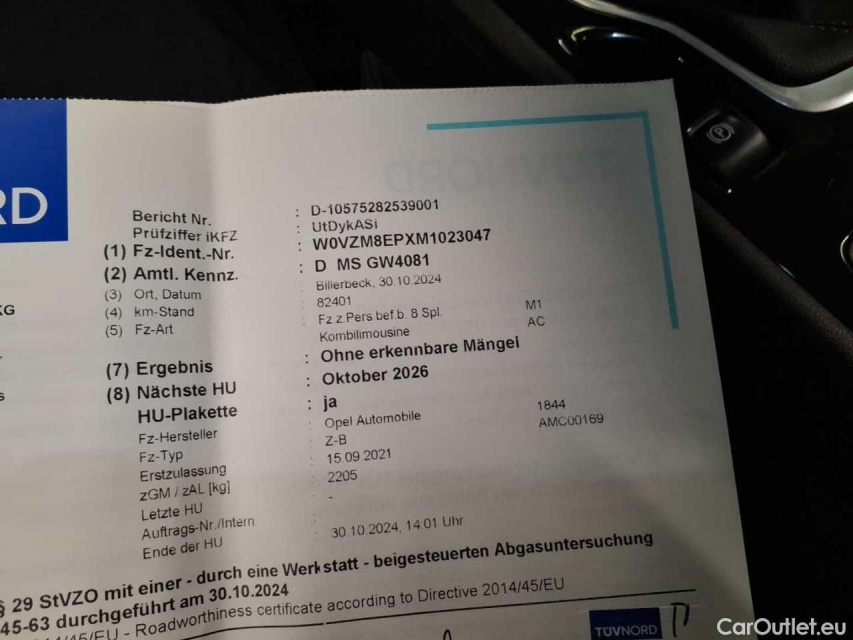 RD
Bericht Nr. : D-10575282539001
Prüfziffer iKFZ : UtDykASi
(1) Fz-Ident.-Nr. : W0VZM8EPXM1023047
(2) Amtl. Kennz. : D MS GW4081
(3) Ort, Datum : Billerbeck, 30.10.2024
(4) km-Stand : 82401
(5) Fz-Art : Fz.z.Pers.bef.b. 8 Spl. M1
Kombilimousine AC
(7) Ergebnis : Ohne erkennbare Mängel
(8) Nächste HU : Oktober 2026
HU-Plakette : ja
Fz-Hersteller : Opel Automobile 1844
Fz-Typ : Z-B AMC00169
Erstzulassung : 15.09.2021
zGM / zAL [kg] : 2205
Letzte HU : -
Auftrags-Nr./Intern :
Ende der HU : 30.10.2024, 14:01 Uhr
§ 29 StVZO mit einer - durch eine Werkstatt - beigesteuerten Abgasuntersuchung
45-63 durchgeführt am 30.10.2024
2014/45/EU - Roadworthiness certificate according to Directive 2014/45/EU
TÜVNORD
CarOutlet.eu